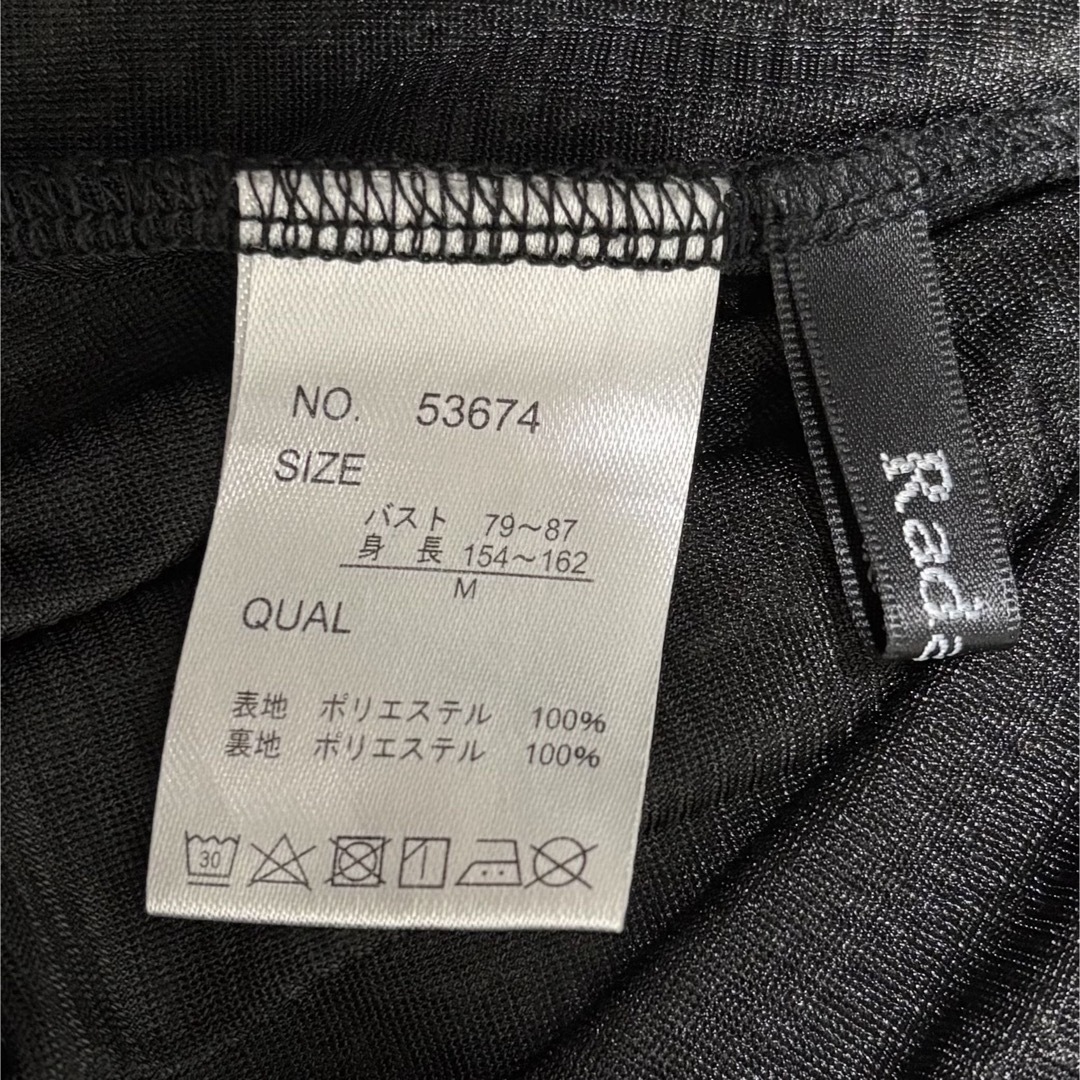 NO. 53674
SIZE
バスト 79～87
身 長 154～162
M
QUAL
表地 ポリエステル 100%
裏地 ポリエステル 100%
30